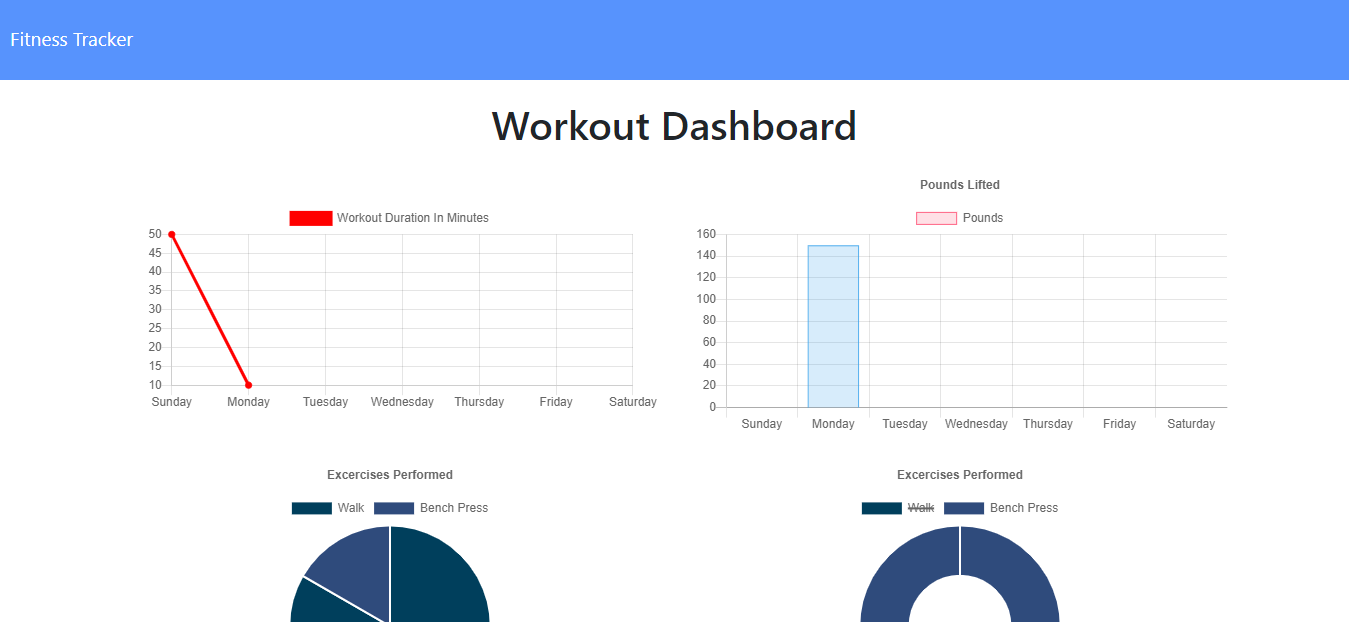 Fitness Tracker
Workout Dashboard
Workout Duration In Minutes
50
45
40
35
30
25
20
15
10
Sunday Monday Tuesday Wednesday Thursday Friday Saturday
Pounds Lifted
Pounds
160
140
120
100
80
60
40
20
0
Sunday Monday Tuesday Wednesday Thursday Friday Saturday
Excercises Performed
Walk Bench Press
Excercises Performed
Walk Bench Press